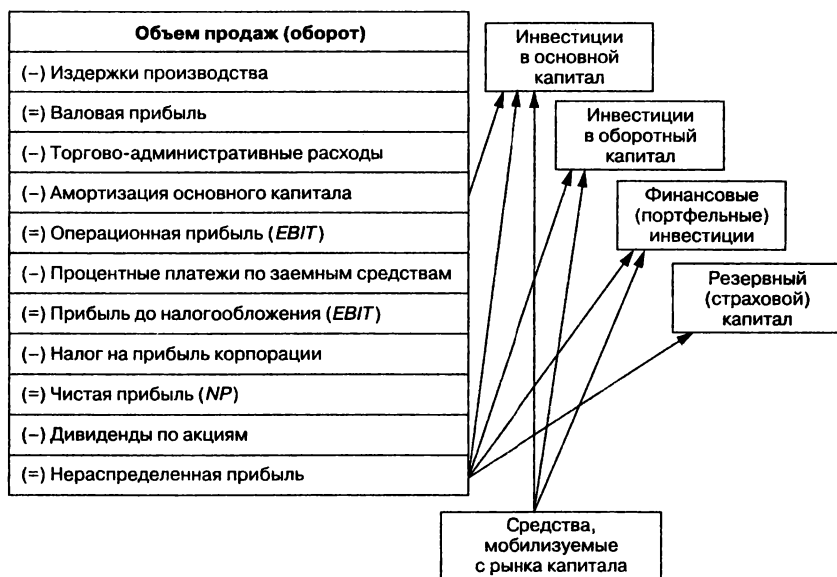 Объем продаж (оборот)
(–) Издержки производства
(=) Валовая прибыль
(–) Торгово-административные расходы
(–) Амортизация основного капитала
(=) Операционная прибыль (EBIT)
(–) Процентные платежи по заемным средствам
(=) Прибыль до налогообложения (EBIT)
(–) Налог на прибыль корпорации
(=) Чистая прибыль (NP)
(–) Дивиденды по акциям
(=) Нераспределенная прибыль
Инвестиции
в основной
капитал
Инвестиции
в оборотный
капитал
Финансовые
(портфельные)
инвестиции
Резервный
(страховой)
капитал
Средства,
мобилизуемые
с рынка капитала